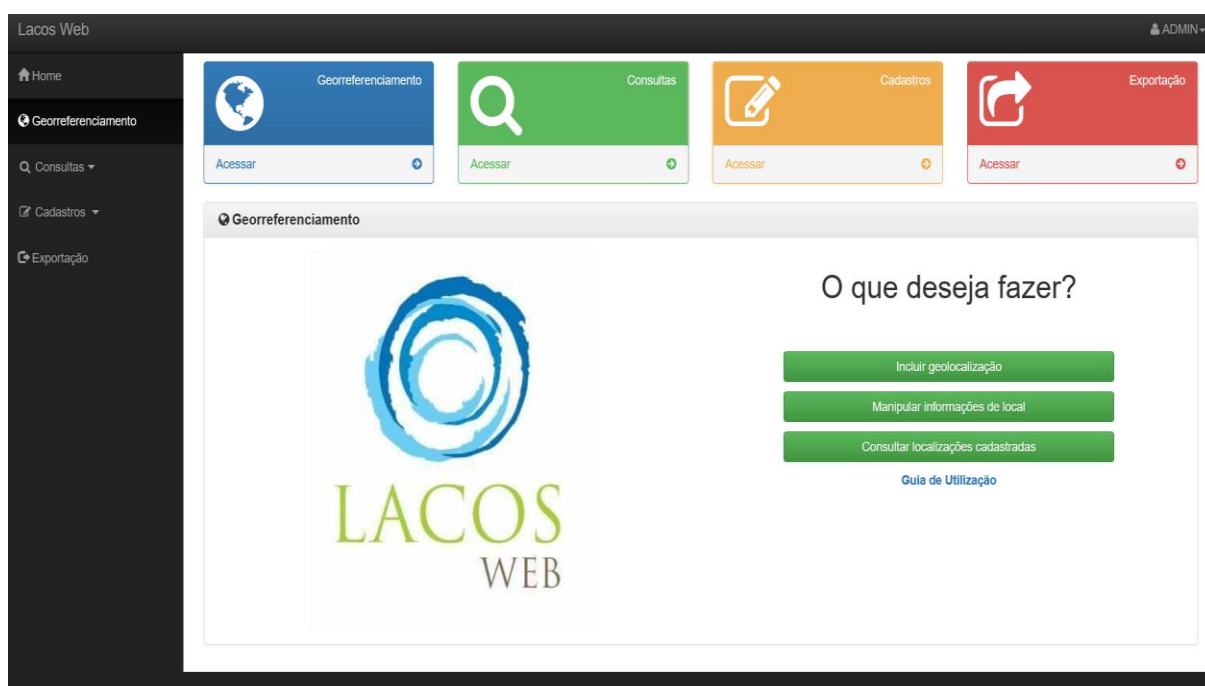 Lacos Web
ADMIN
Home
Georreferenciamento
Consultas
Cadastros
Exportação
Georreferenciamento
Acessar
Consultas
Acessar
Cadastros
Acessar
Exportação
Acessar
Georreferenciamento
LACOS
WEB
O que deseja fazer?
Incluir geolocalização
Manipular informações de local
Consultar localizações cadastradas
Guia de Utilização